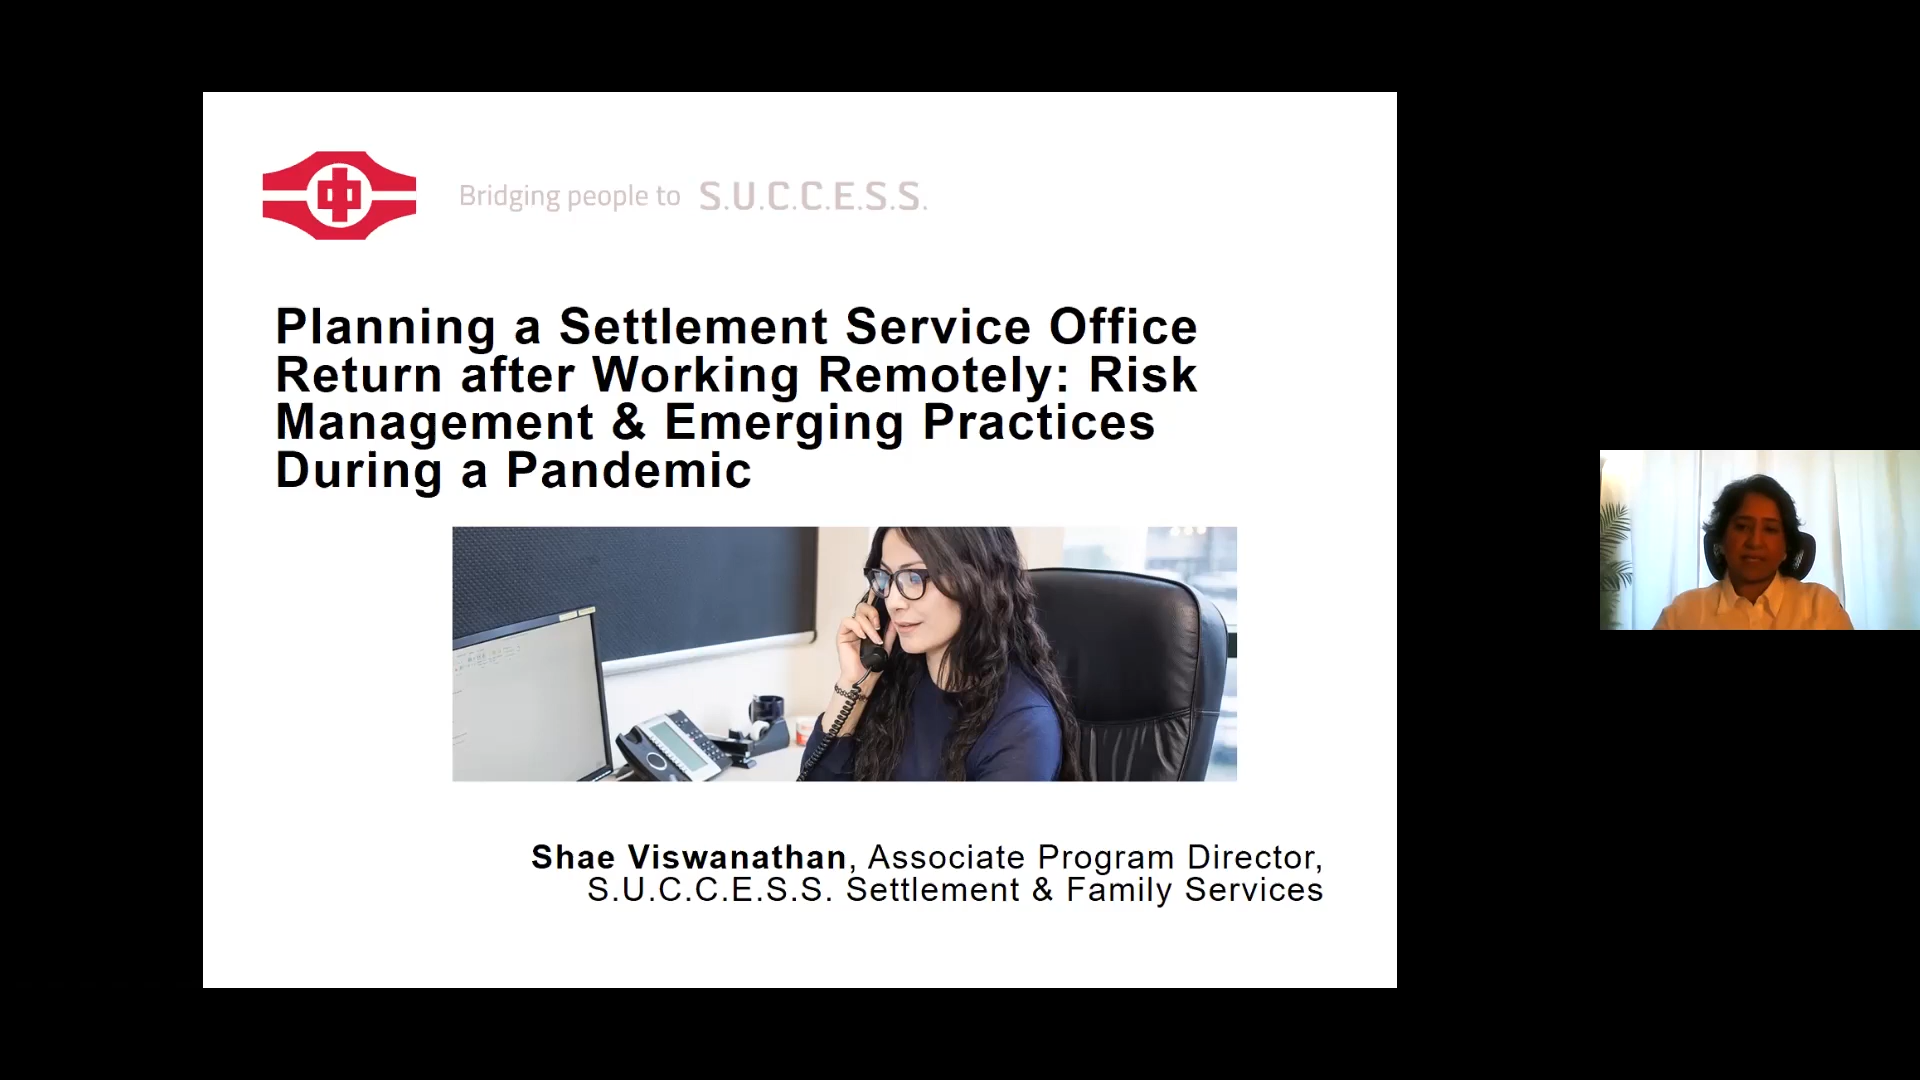 中
Bridging people to S.U.C.C.E.S.S.
Planning a Settlement Service Office
Return after Working Remotely: Risk
Management & Emerging Practices
During a Pandemic
Shae Viswanathan, Associate Program Director,
S.U.C.C.E.S.S. Settlement & Family Services